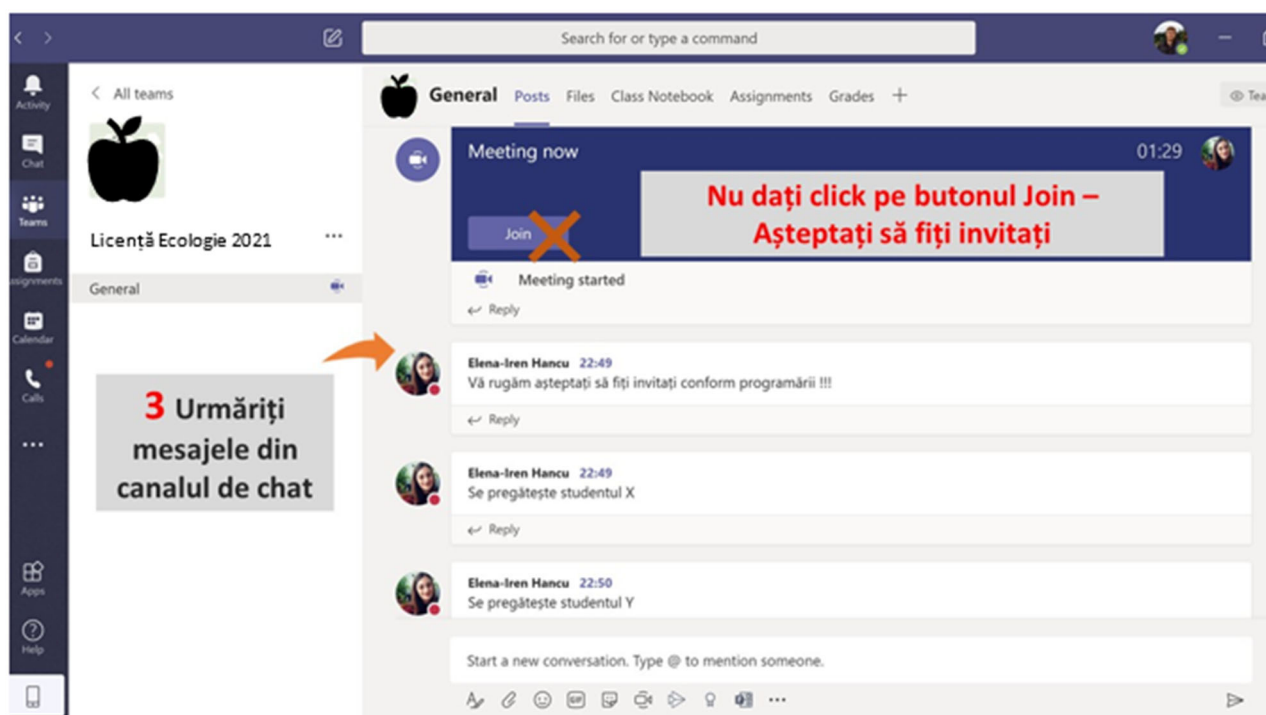 Search for or type a command
Activity
Chat
Teams
ssignments
Calendar
Calls
Apps
Help
All teams
Licență Ecologie 2021
General
3 Urmăriți
mesajele din
canalul de chat
General Posts Files Class Notebook Assignments Grades
Tea
Meeting now
01:29
Nu dați click pe butonul Join –
Așteptați să fiți invitați
Join
Meeting started
Reply
Elena-Iren Hancu 22:49
Vă rugăm așteptați să fiți invitați conform programării !!!
Reply
Elena-Iren Hancu 22:49
Se pregătește studentul X
Reply
Elena-Iren Hancu 22:50
Se pregătește studentul Y
Start a new conversation. Type @ to mention someone.
GIF